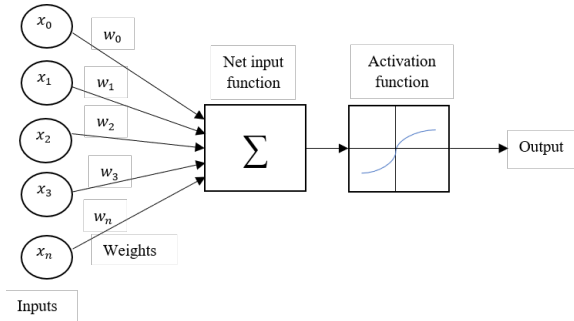 x₀
w₀
x₁
w₁
x₂
w₂
x₃
w₃
xₙ
wₙ
Weights
Inputs
Net input
function
∑
Activation
function
Output